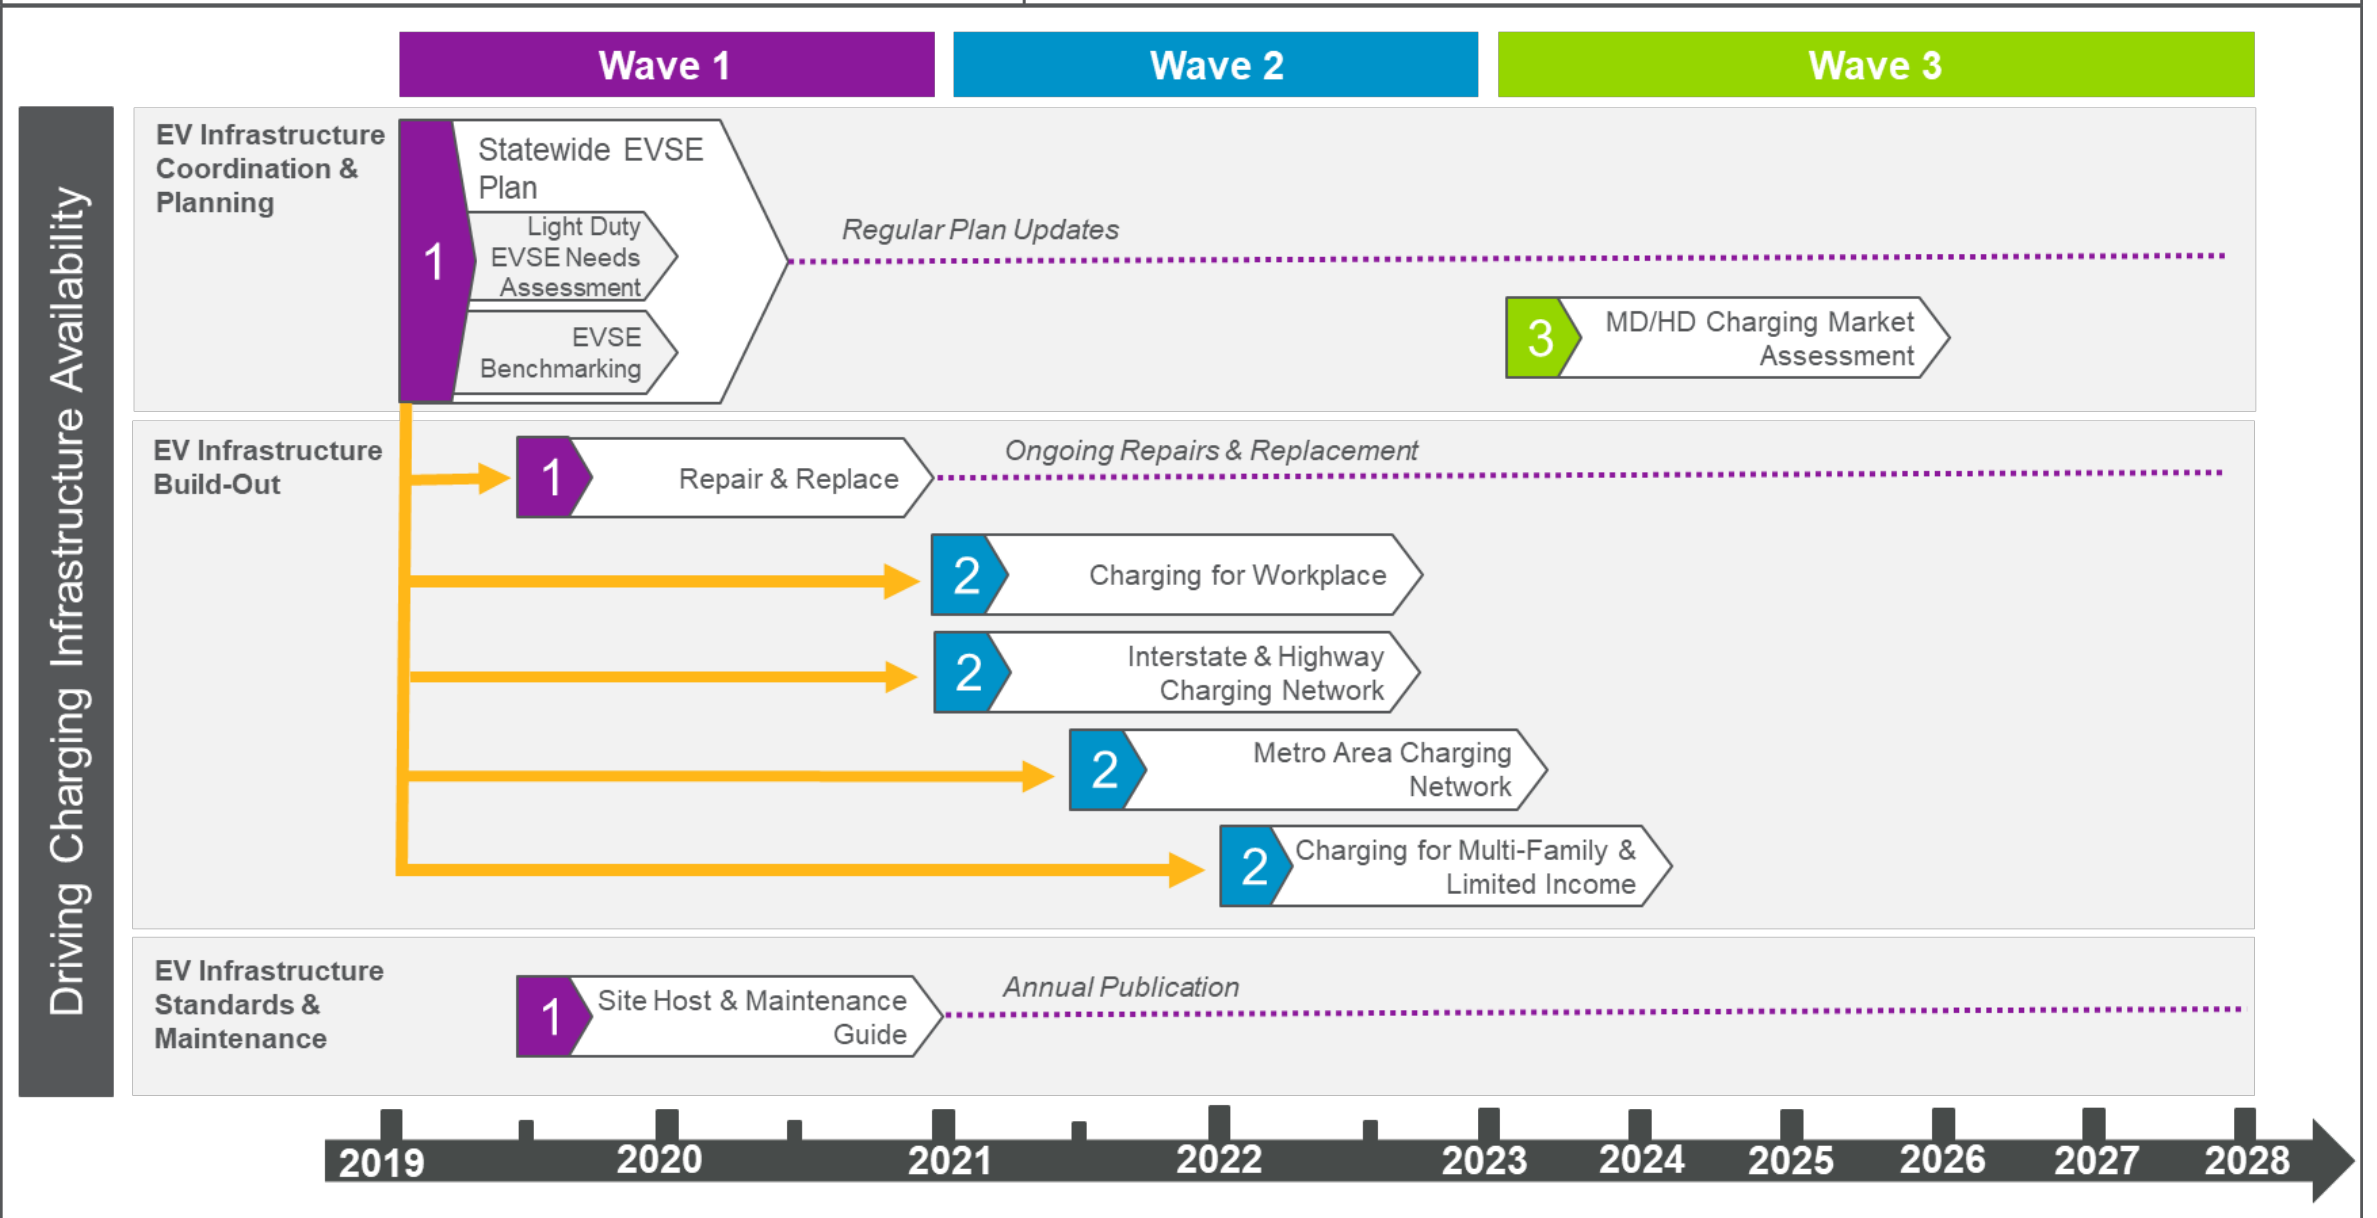 Wave 1
Wave 2
Wave 3
Driving Charging Infrastructure Availability
EV Infrastructure
Coordination &
Planning
1
Statewide EVSE
Plan
Light Duty
EVSE Needs
Assessment
EVSE
Benchmarking
Regular Plan Updates
3
MD/HD Charging Market
Assessment
EV Infrastructure
Build-Out
1
Repair & Replace
Ongoing Repairs & Replacement
2
Charging for Workplace
2
Interstate & Highway
Charging Network
2
Metro Area Charging
Network
2
Charging for Multi-Family &
Limited Income
EV Infrastructure
Standards &
Maintenance
1
Site Host & Maintenance
Guide
Annual Publication
2019
2020
2021
2022
2023
2024
2025
2026
2027
2028